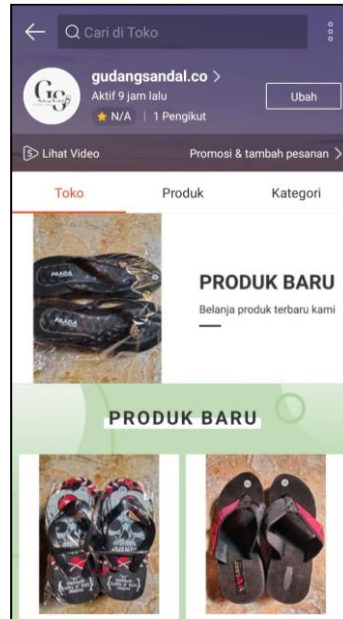 Cari di Toko
gudangsandal.co >
Aktif 9 jam lalu
Ubah
N/A | 1 Pengikut
Lihat Video
Promosi & tambah pesanan >
Toko
Produk
Kategori
PRADA
PRADA
PRODUK BARU
Belanja produk terbaru kami
PRODUK BARU